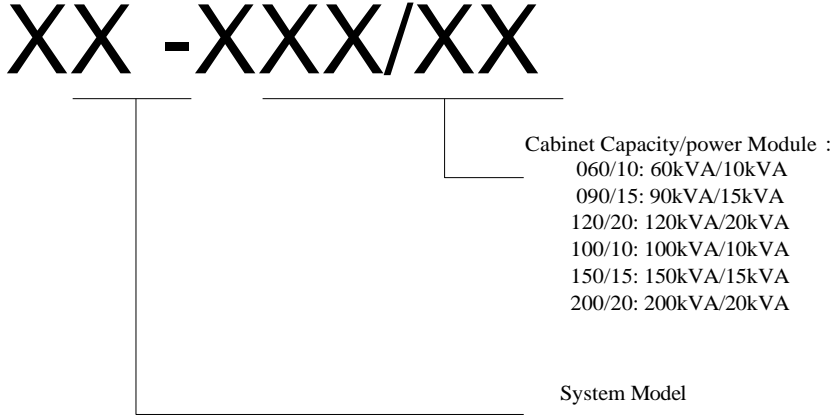 XX -XXX/XX
Cabinet Capacity/power Module：
060/10: 60kVA/10kVA
090/15: 90kVA/15kVA
120/20: 120kVA/20kVA
100/10: 100kVA/10kVA
150/15: 150kVA/15kVA
200/20: 200kVA/20kVA
System Model